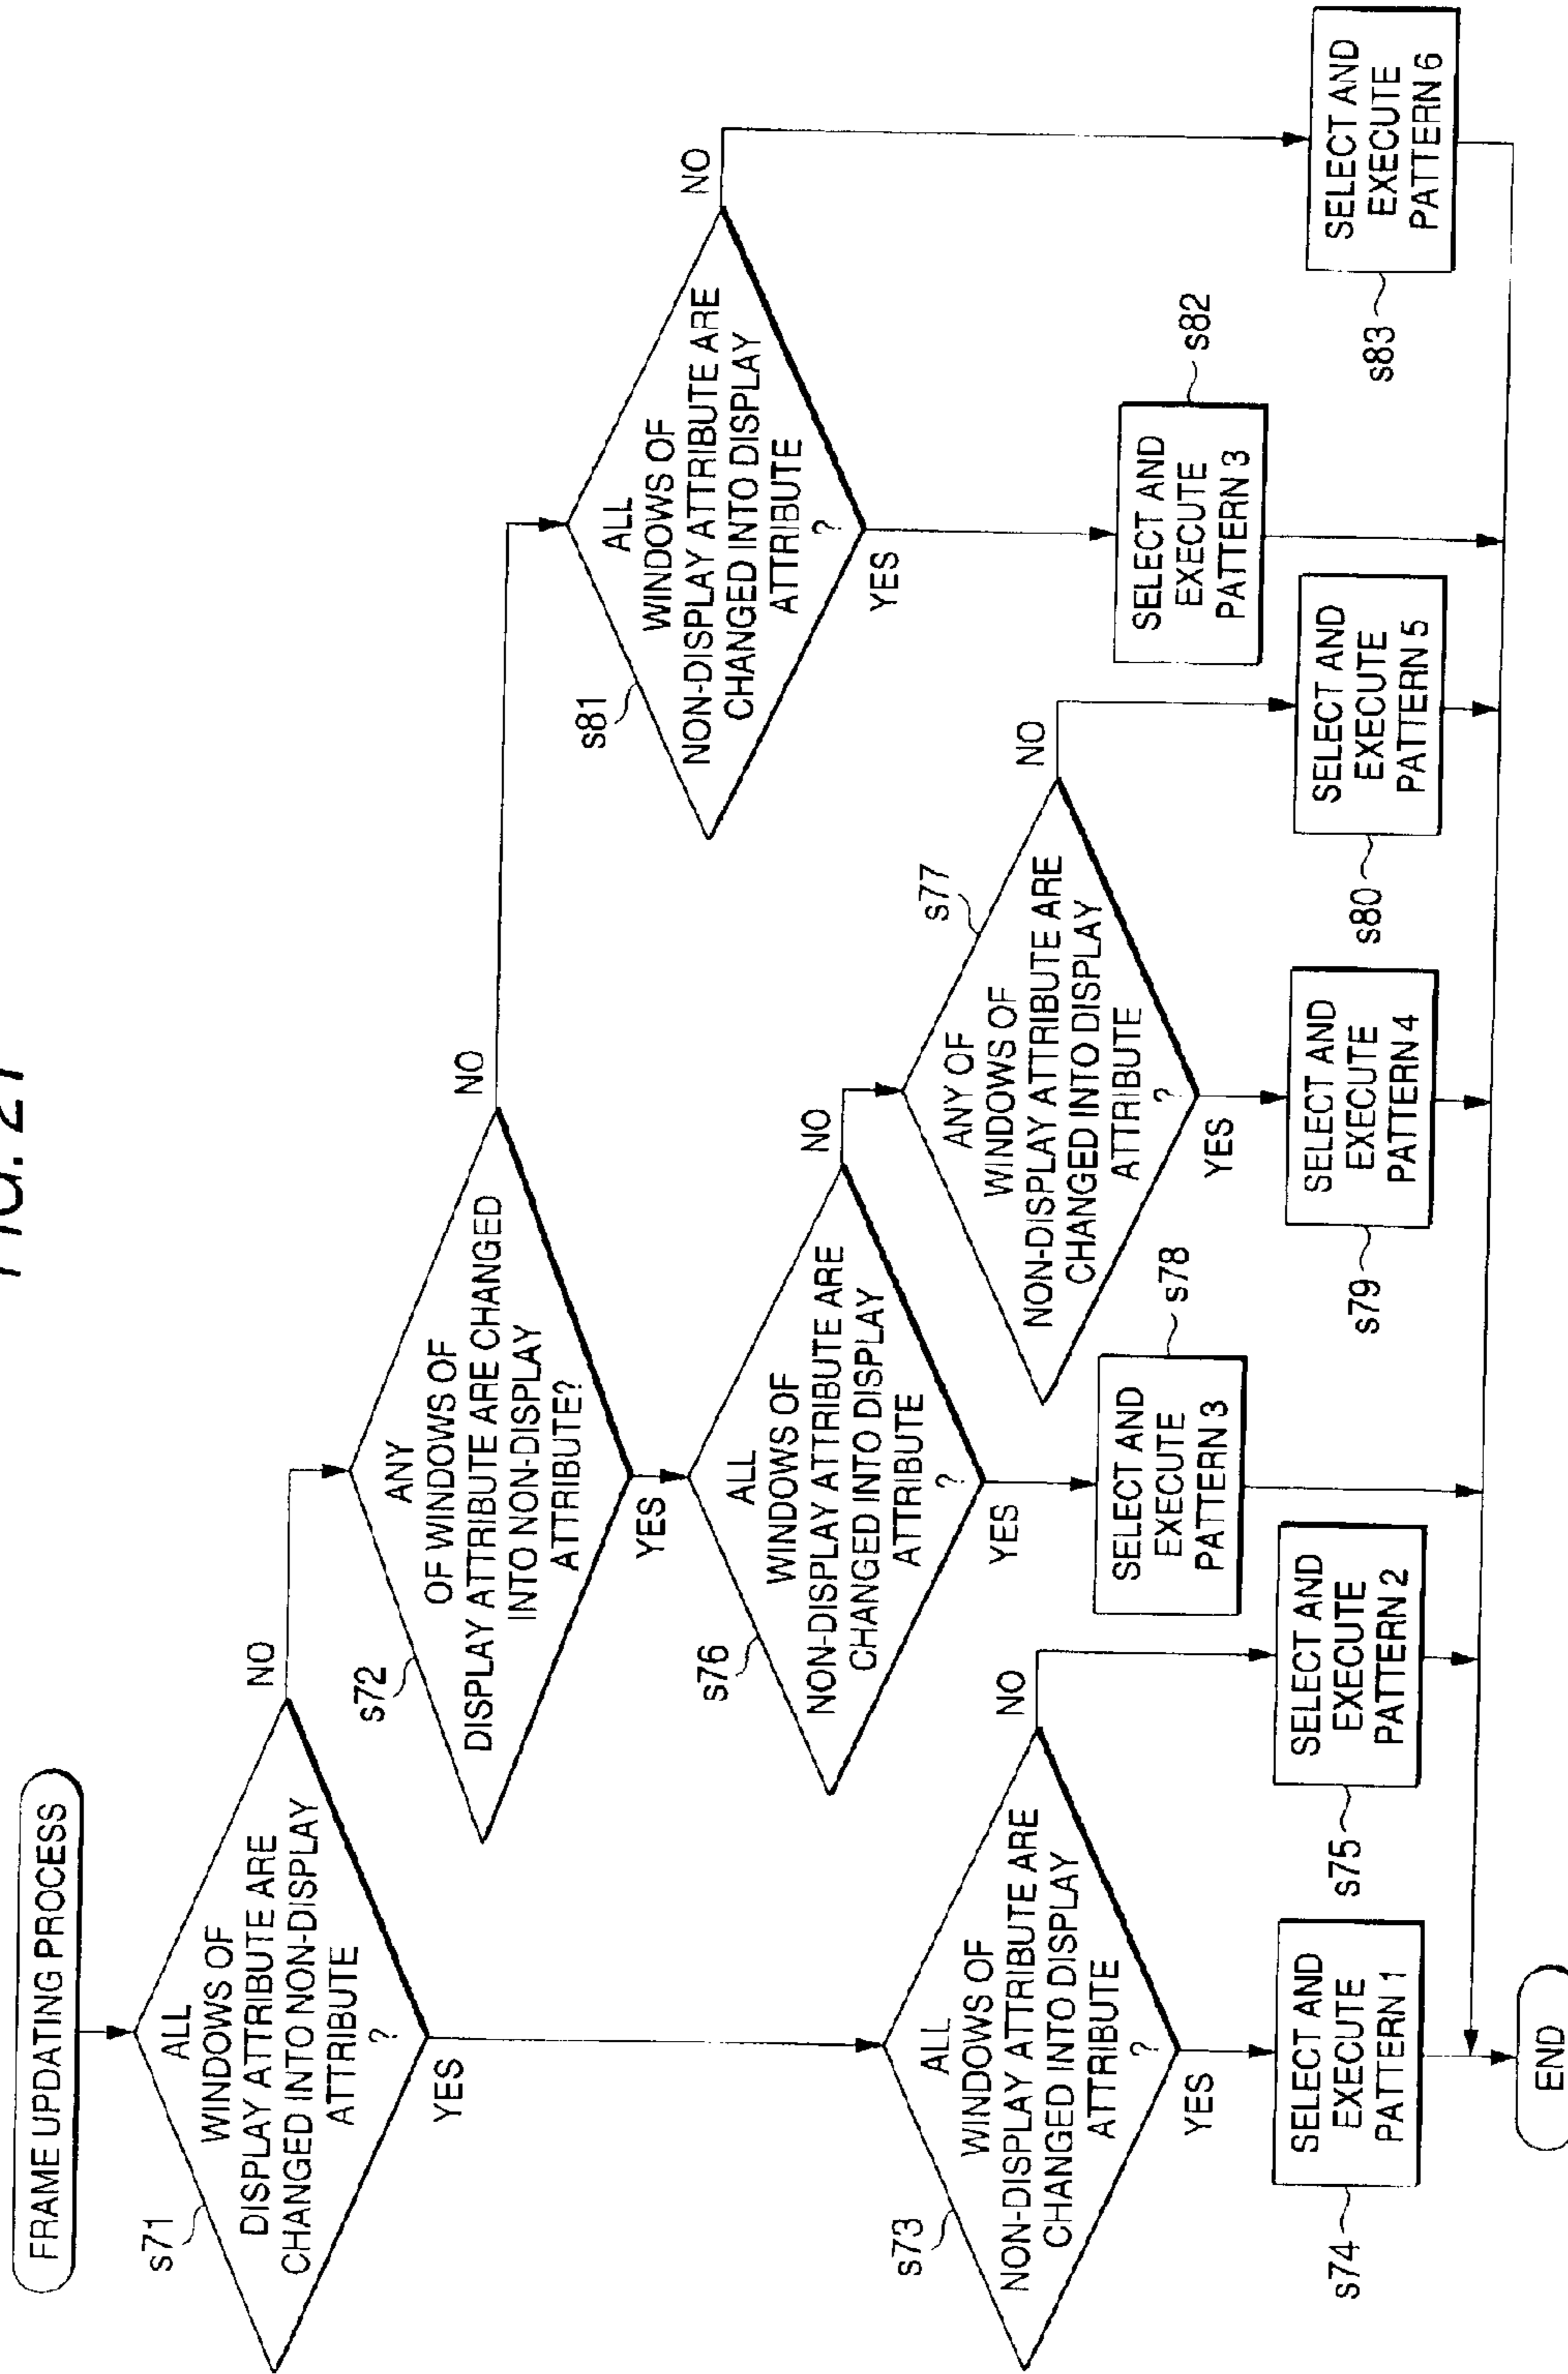 FIG. 21
FRAME UPDATING PROCESS
s71
ALL
WINDOWS OF
DISPLAY ATTRIBUTE ARE
CHANGED INTO NON-DISPLAY
ATTRIBUTE
?
NO
YES
s72
ANY
OF WINDOWS OF
DISPLAY ATTRIBUTE ARE CHANGED
INTO NON-DISPLAY
ATTRIBUTE?
NO
YES
s81
ALL
WINDOWS OF
NON-DISPLAY ATTRIBUTE ARE
CHANGED INTO DISPLAY
ATTRIBUTE
?
NO
YES
s76
ALL
WINDOWS OF
NON-DISPLAY ATTRIBUTE ARE
CHANGED INTO DISPLAY
ATTRIBUTE
?
NO
YES
s73
ALL
WINDOWS OF
NON-DISPLAY ATTRIBUTE ARE
CHANGED INTO DISPLAY
ATTRIBUTE
?
NO
YES
s77
ANY OF
WINDOWS OF
NON-DISPLAY ATTRIBUTE ARE
CHANGED INTO DISPLAY
ATTRIBUTE
?
NO
YES
s78
SELECT AND
EXECUTE
PATTERN 3
s82
SELECT AND
EXECUTE
PATTERN 3
s74
SELECT AND
EXECUTE
PATTERN 1
s75
SELECT AND
EXECUTE
PATTERN 2
s79
SELECT AND
EXECUTE
PATTERN 4
s80
SELECT AND
EXECUTE
PATTERN 5
s83
SELECT AND
EXECUTE
PATTERN 6
END